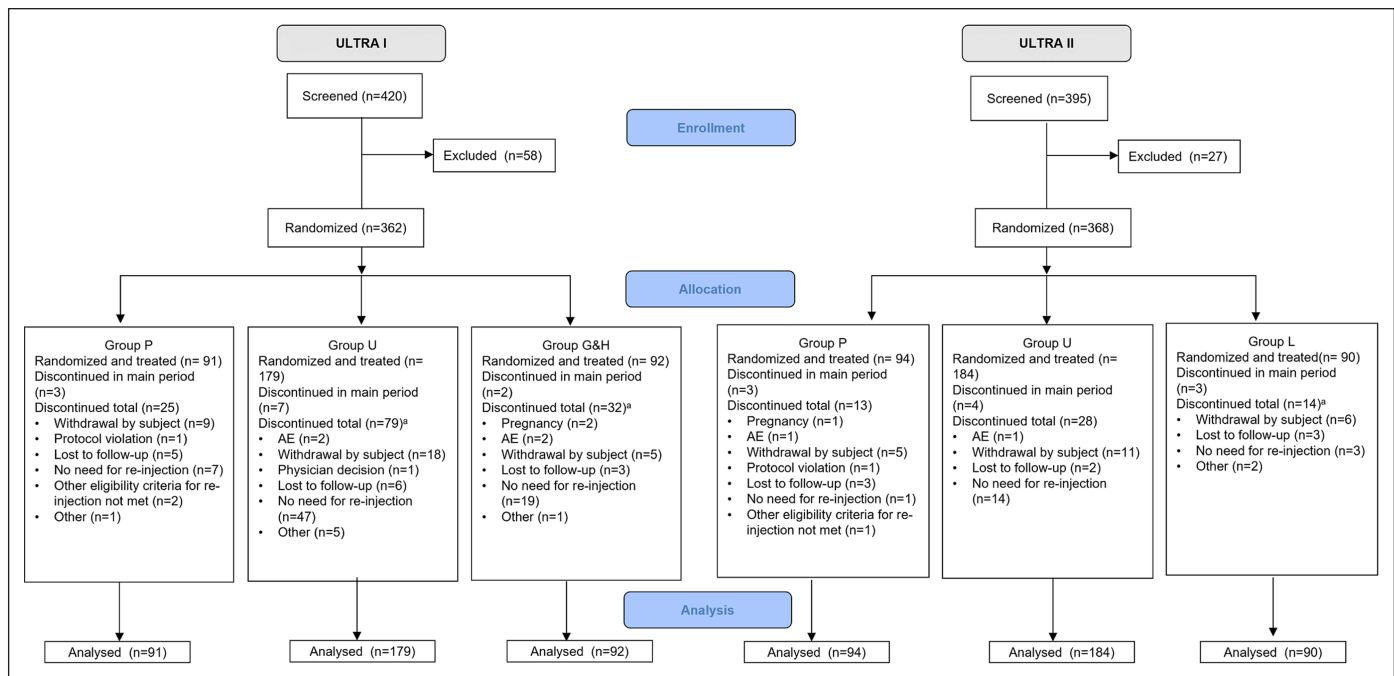 ULTRA I
ULTRA II
Screened (n=420)
Screened (n=395)
Enrollment
Excluded (n=58)
Excluded (n=27)
Randomized (n=362)
Randomized (n=368)
Allocation
Group P
Randomized and treated (n= 91)
Discontinued in main period
(n=3)
Discontinued total (n=25)
• Withdrawal by subject (n=9)
• Protocol violation (n=1)
• Lost to follow-up (n=5)
• No need for re-injection (n=7)
• Other eligibility criteria for re-
injection not met (n=2)
• Other (n=1)
Group U
Randomized and treated (n=
179)
Discontinued in main period
(n=7)
Discontinued total (n=79)ª
• AE (n=2)
• Withdrawal by subject (n=18)
• Physician decision (n=1)
• Lost to follow-up (n=6)
• No need for re-injection
(n=47)
• Other (n=5)
Group G&H
Randomized and treated (n= 92)
Discontinued in main period
(n=2)
Discontinued total (n=32)ª
• Pregnancy (n=2)
• AE (n=2)
• Withdrawal by subject (n=5)
• Lost to follow-up (n=3)
• No need for re-injection
(n=19)
• Other (n=1)
Group P
Randomized and treated (n= 94)
Discontinued in main period
(n=3)
Discontinued total (n=13)
• Pregnancy (n=1)
• AE (n=1)
• Withdrawal by subject (n=5)
• Protocol violation (n=1)
• Lost to follow-up (n=3)
• No need for re-injection (n=1)
• Other eligibility criteria for re-
injection not met (n=1)
Group U
Randomized and treated (n=
184)
Discontinued in main period
(n=4)
Discontinued total (n=28)
• AE (n=1)
• Withdrawal by subject (n=11)
• Lost to follow-up (n=2)
• No need for re-injection
(n=14)
Group L
Randomized and treated(n= 90)
Discontinued in main period
(n=3)
Discontinued total (n=14)ª
• Withdrawal by subject (n=6)
• Lost to follow-up (n=3)
• No need for re-injection (n=3)
• Other (n=2)
Analysis
Analysed (n=91)
Analysed (n=179)
Analysed (n=92)
Analysed (n=94)
Analysed (n=184)
Analysed (n=90)